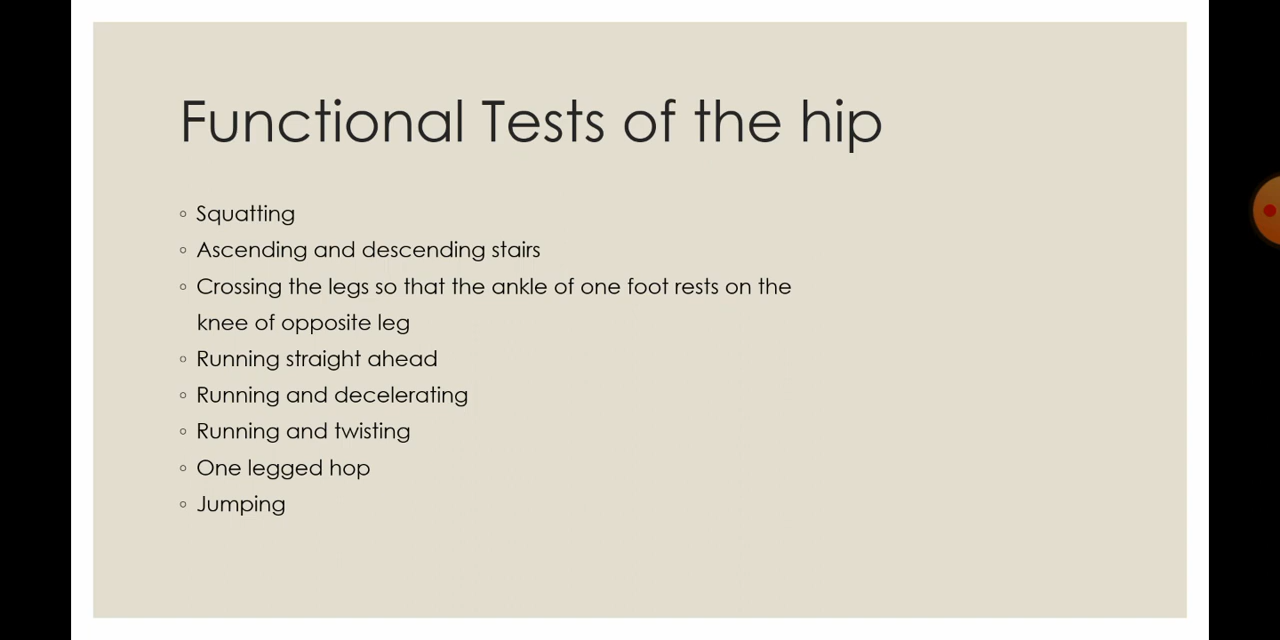 Functional Tests of the hip
◦ Squatting
◦ Ascending and descending stairs
◦ Crossing the legs so that the ankle of one foot rests on the
knee of opposite leg
◦ Running straight ahead
◦ Running and decelerating
◦ Running and twisting
◦ One legged hop
◦ Jumping